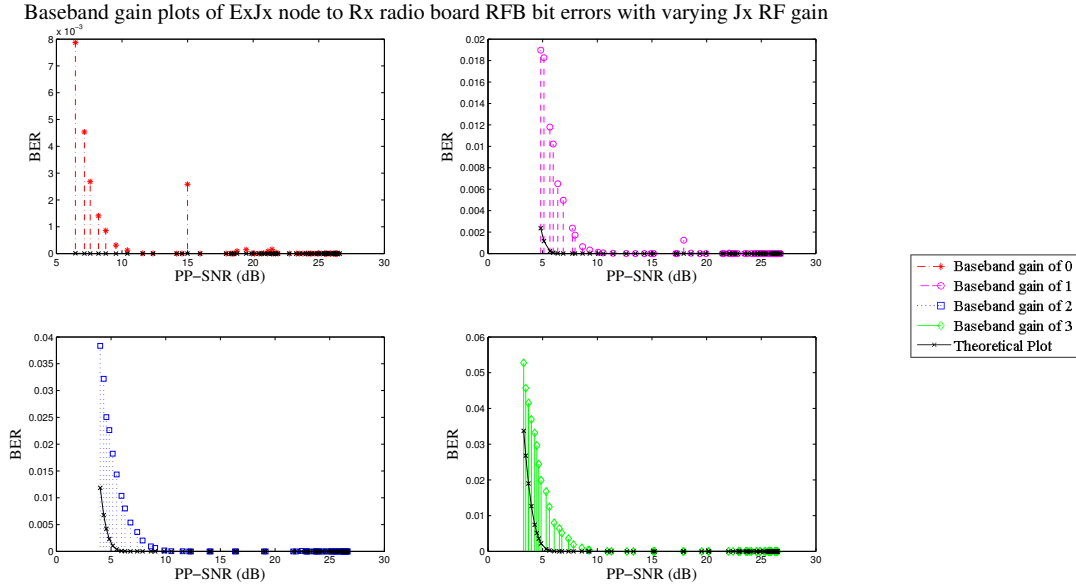 Baseband gain plots of ExJx node to Rx radio board RFB bit errors with varying Jx RF gain
x 10⁻³
8
7
6
5
4
3
2
1
0
BER
5 10 15 20 25 30
PP−SNR (dB)
0.02
0.018
0.016
0.014
0.012
0.01
0.008
0.006
0.004
0.002
0
BER
0 5 10 15 20 25 30
PP−SNR (dB)
0.04
0.035
0.03
0.025
0.02
0.015
0.01
0.005
0
BER
0 5 10 15 20 25 30
PP−SNR (dB)
0.06
0.05
0.04
0.03
0.02
0.01
0
BER
0 5 10 15 20 25 30
PP−SNR (dB)
Baseband gain of 0
Baseband gain of 1
Baseband gain of 2
Baseband gain of 3
Theoretical Plot